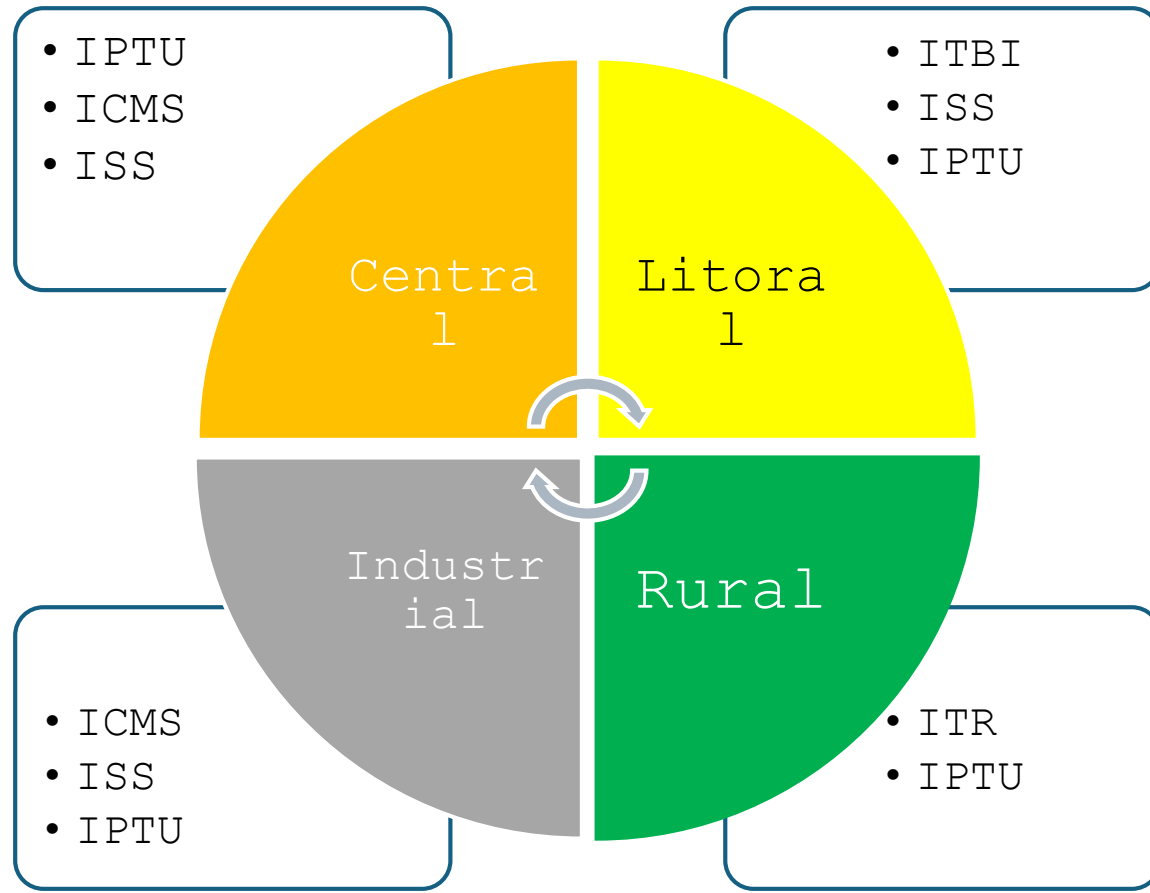 • IPTU
• ICMS
• ISS
• ITBI
• ISS
• IPTU
Centra
l
Litora
l
Industr
ial
Rural
• ICMS
• ISS
• IPTU
• ITR
• IPTU